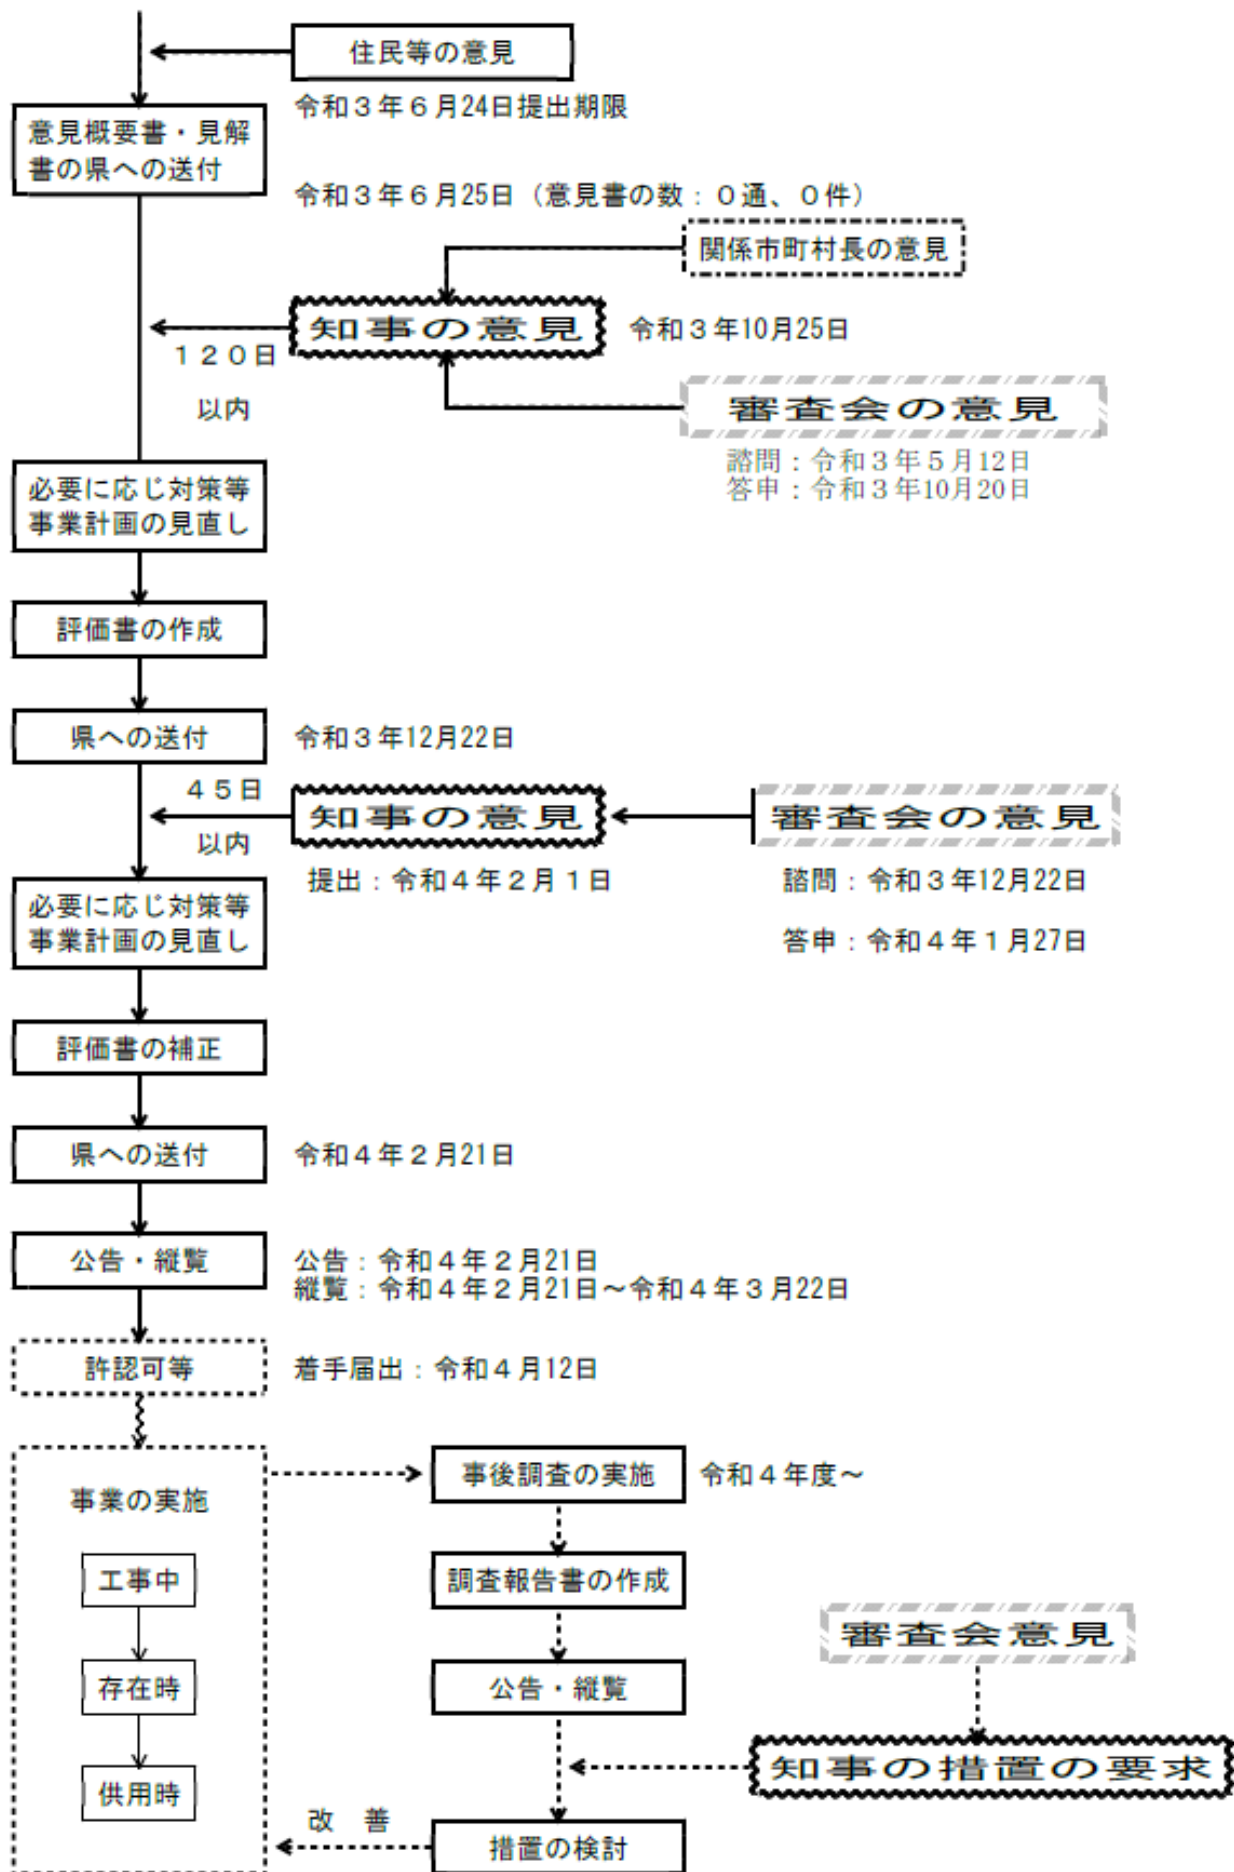 住民等の意見
令和３年６月24日提出期限
意見概要書・見解
書の県への送付
令和３年６月25日（意見書の数：０通、０件）
関係市町村長の意見
知事の意見
令和３年10月25日
１２０日
以内
審査会の意見
諮問：令和３年５月12日
答申：令和３年10月20日
必要に応じ対策等
事業計画の見直し
評価書の作成
県への送付
令和３年12月22日
４５日
以内
知事の意見
審査会の意見
提出：令和４年２月１日
諮問：令和３年12月22日
答申：令和４年１月27日
必要に応じ対策等
事業計画の見直し
評価書の補正
県への送付
令和４年２月21日
公告・縦覧
公告：令和４年２月21日
縦覧：令和４年２月21日～令和４年３月22日
許認可等
着手届出：令和４月12日
事業の実施
工事中
存在時
供用時
事後調査の実施
令和４年度～
調査報告書の作成
審査会意見
公告・縦覧
知事の措置の要求
改　善
措置の検討